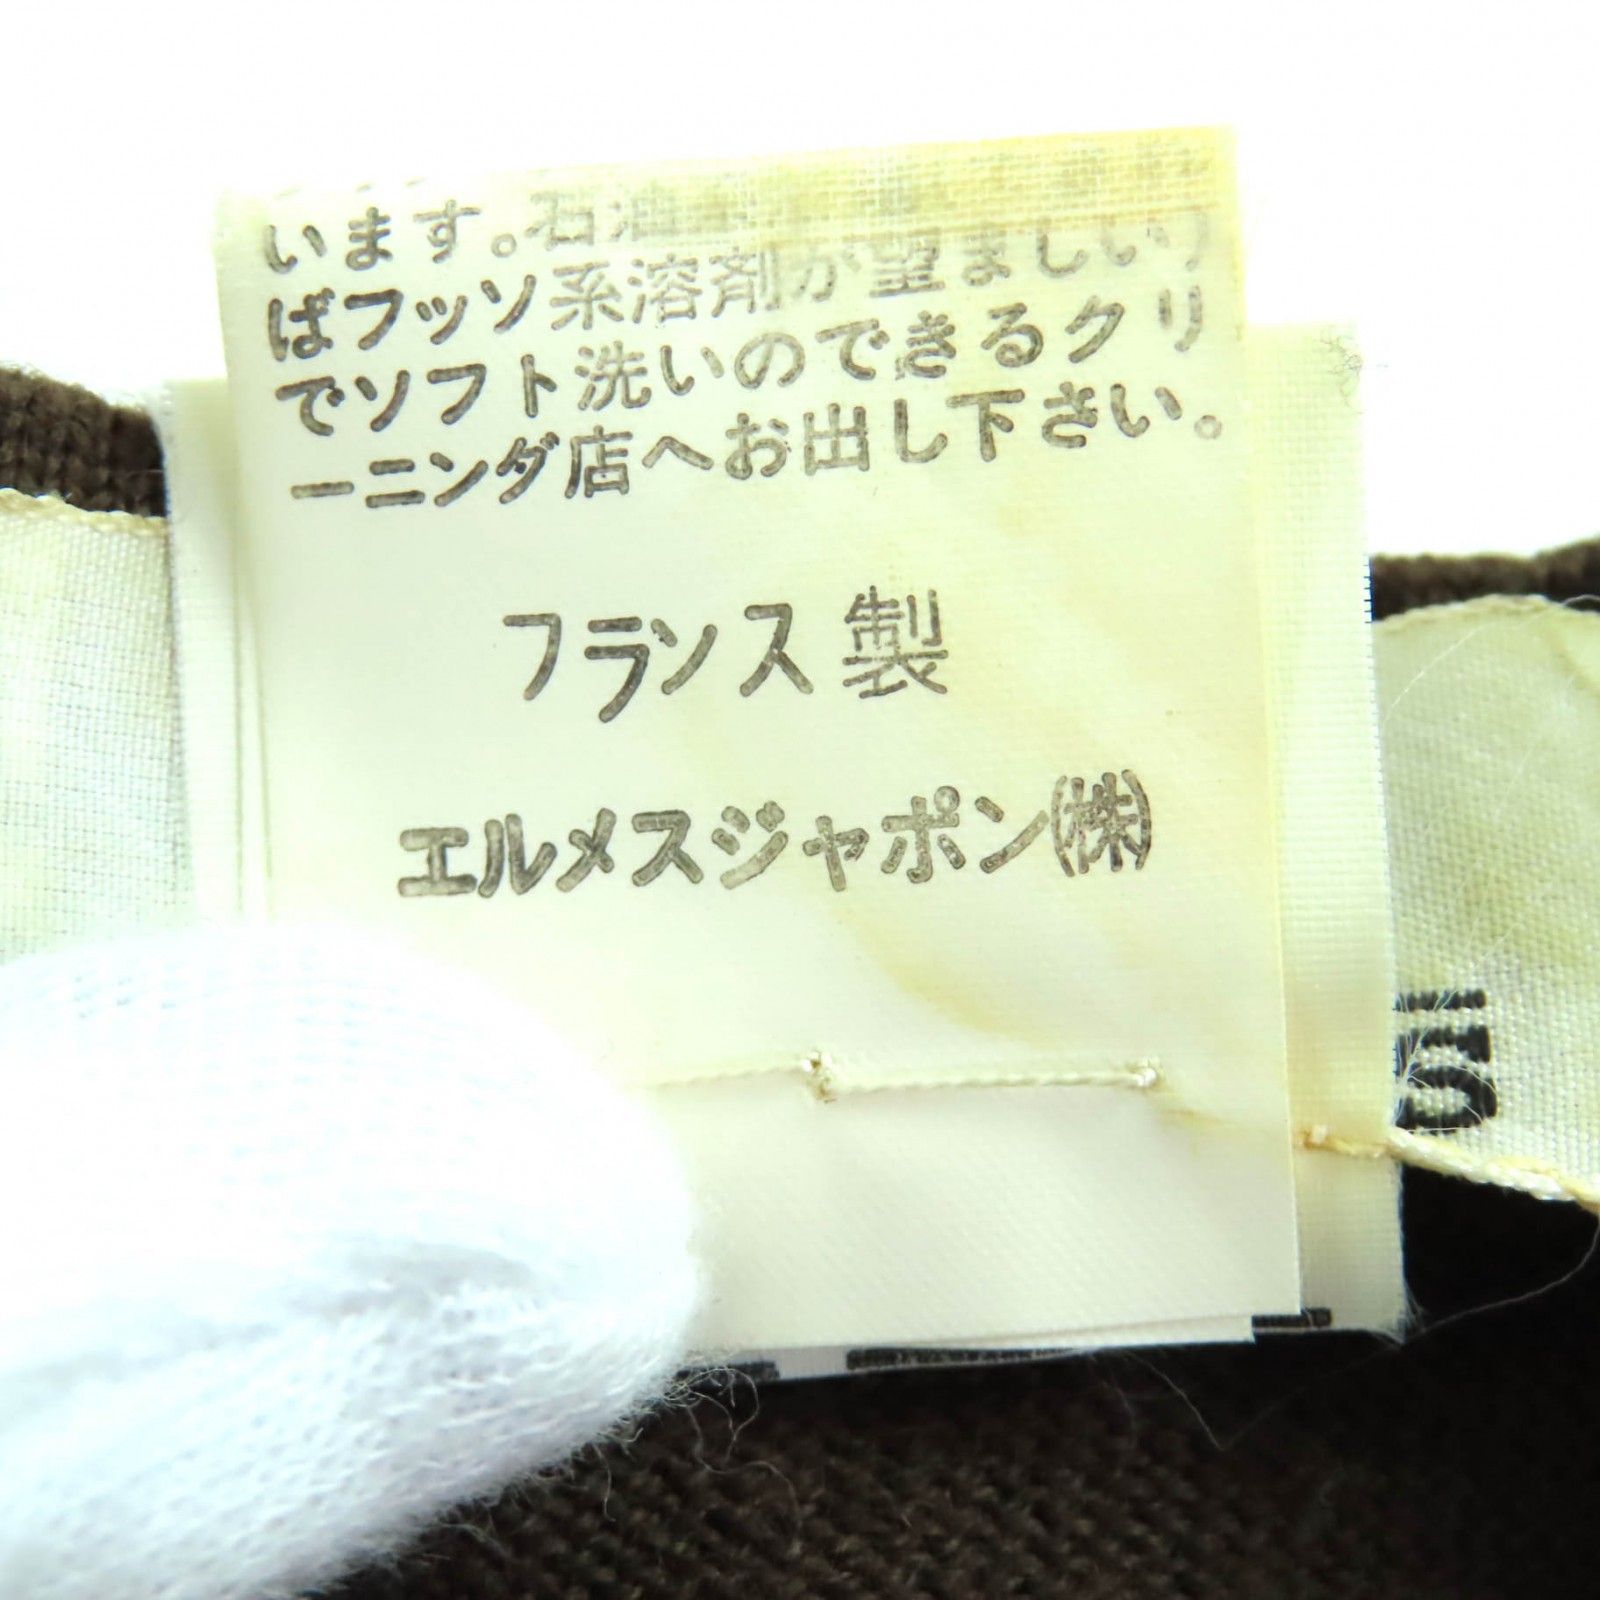 います。石油
ばフッソ系溶剤が望ましい)
でソフト洗いのできるクリ
ーニンダ店へお出し下さい。
フランス製
エルメスジャポン㈱